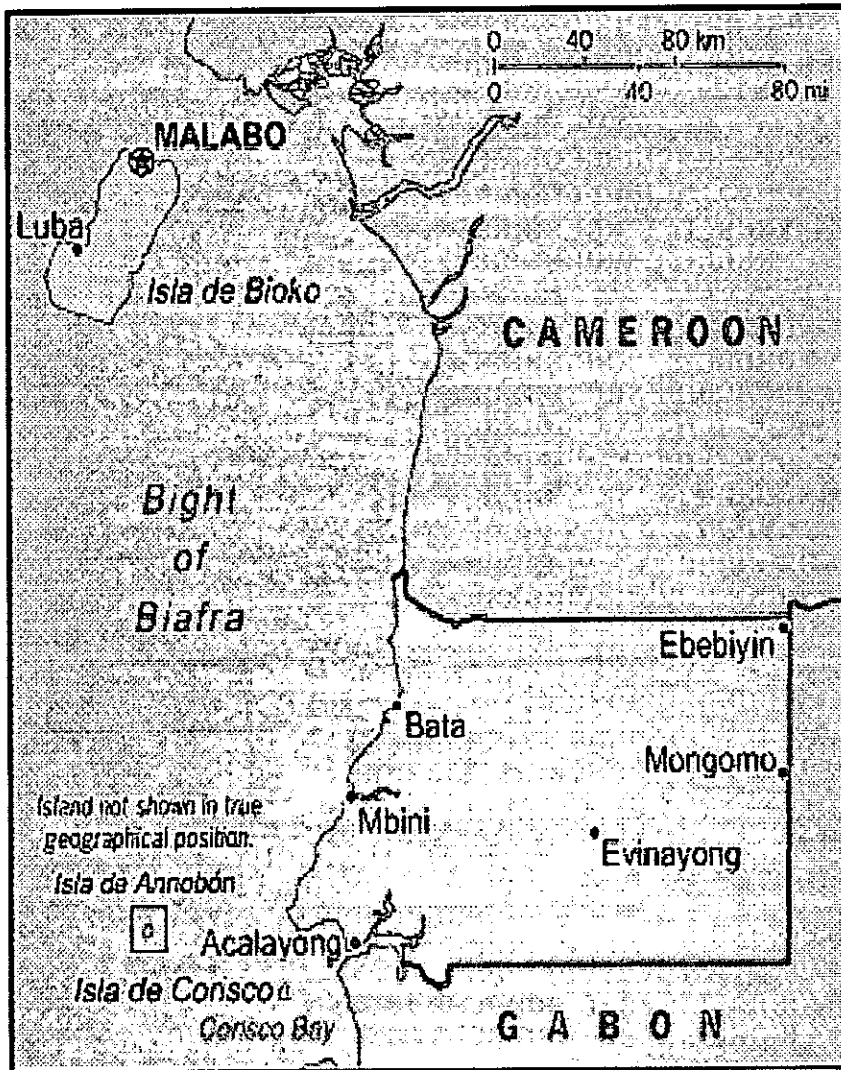 0 40 80 km
0 40 80 mi
MALABO
Luba
Isla de Bioko
CAMEROON
Bight
of
Biafra
Ebebiyin
Bata
Mongomo
Island not shown in true
geographical position.
Mbini
Evinayong
Isla de Annobón
Acalayong
Isla de Corisco
Corisco Bay
GABON